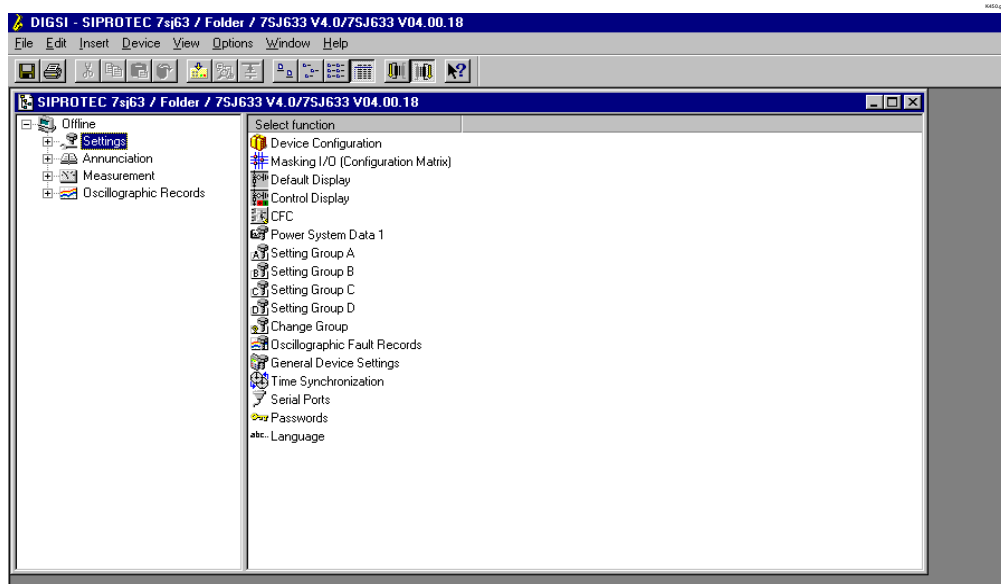 K450.g
DIGSI - SIPROTEC 7sj63 / Folder / 7SJ633 V4.0/7SJ633 V04.00.18
File Edit Insert Device View Options Window Help
SIPROTEC 7sj63 / Folder / 7SJ633 V4.0/7SJ633 V04.00.18
Offline
Settings
Annunciation
Measurement
Oscillographic Records
Select function
Device Configuration
Masking I/O (Configuration Matrix)
Default Display
Control Display
CFC
Power System Data 1
A Setting Group A
B Setting Group B
C Setting Group C
D Setting Group D
Change Group
Oscillographic Fault Records
General Device Settings
Time Synchronization
Serial Ports
Passwords
abc.. Language